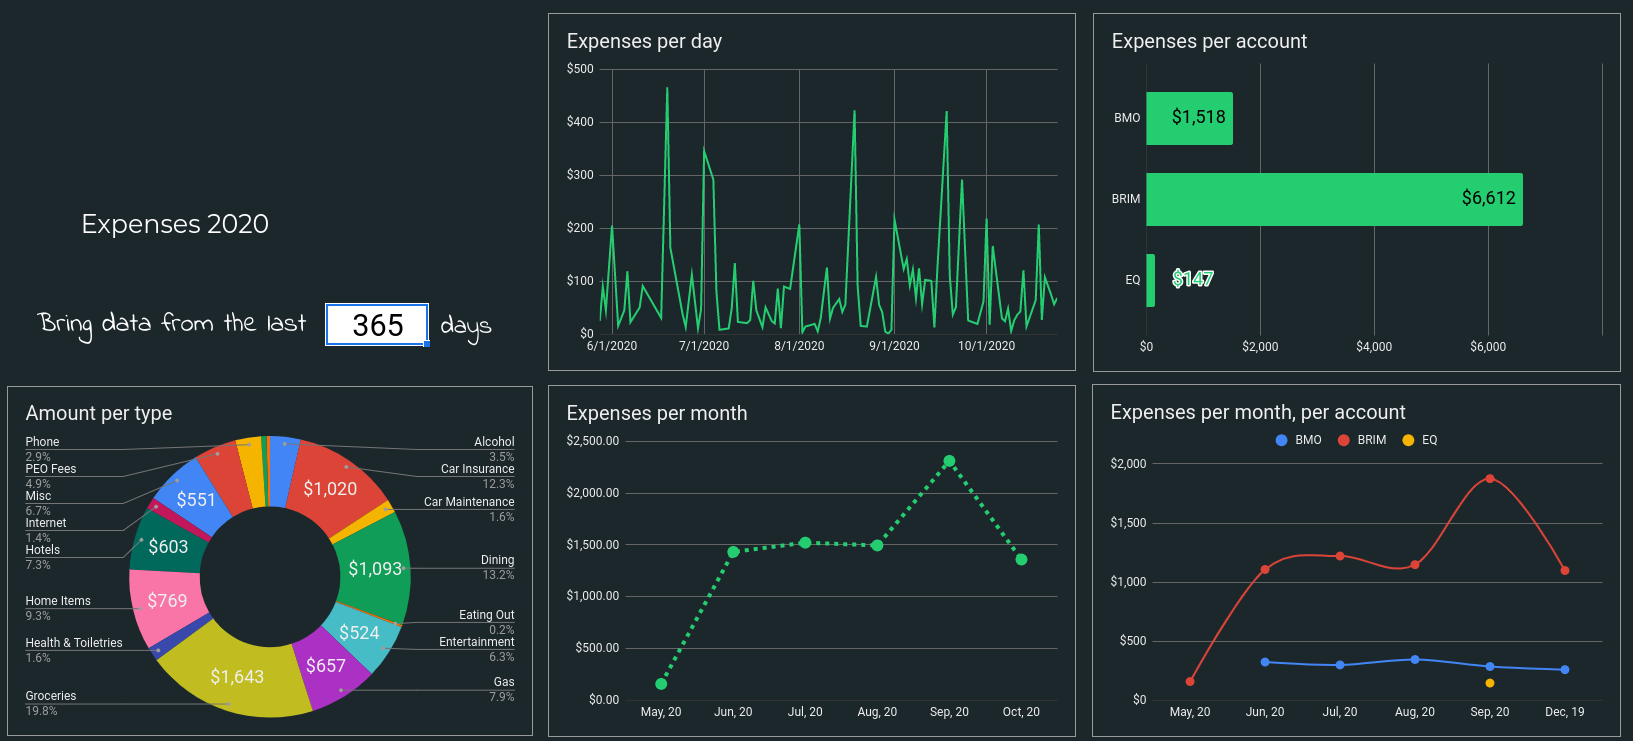 Expenses 2020
Bring data from the last 365 days
Expenses per day
$500
$400
$300
$200
$100
$0
6/1/2020 7/1/2020 8/1/2020 9/1/2020 10/1/2020
Expenses per account
BMO $1,518
BRIM $6,612
EQ $147
$0 $2,000 $4,000 $6,000
Amount per type
Phone
2.9%
PEO Fees
4.9%
Misc
6.7%
Internet
1.4%
Hotels
7.3%
Home Items
9.3%
Health & Toiletries
1.6%
Groceries
19.8%
Alcohol
3.5%
Car Insurance
12.3%
Car Maintenance
1.6%
Dining
13.2%
Eating Out
0.2%
Entertainment
6.3%
Gas
7.9%
$1,020
$1,093
$524
$657
$1,643
$769
$603
$551
Expenses per month
$2,500.00
$2,000.00
$1,500.00
$1,000.00
$500.00
$0.00
May, 20 Jun, 20 Jul, 20 Aug, 20 Sep, 20 Oct, 20
Expenses per month, per account
BMO BRIM EQ
$2,000
$1,500
$1,000
$500
$0
May, 20 Jun, 20 Jul, 20 Aug, 20 Sep, 20 Dec, 19